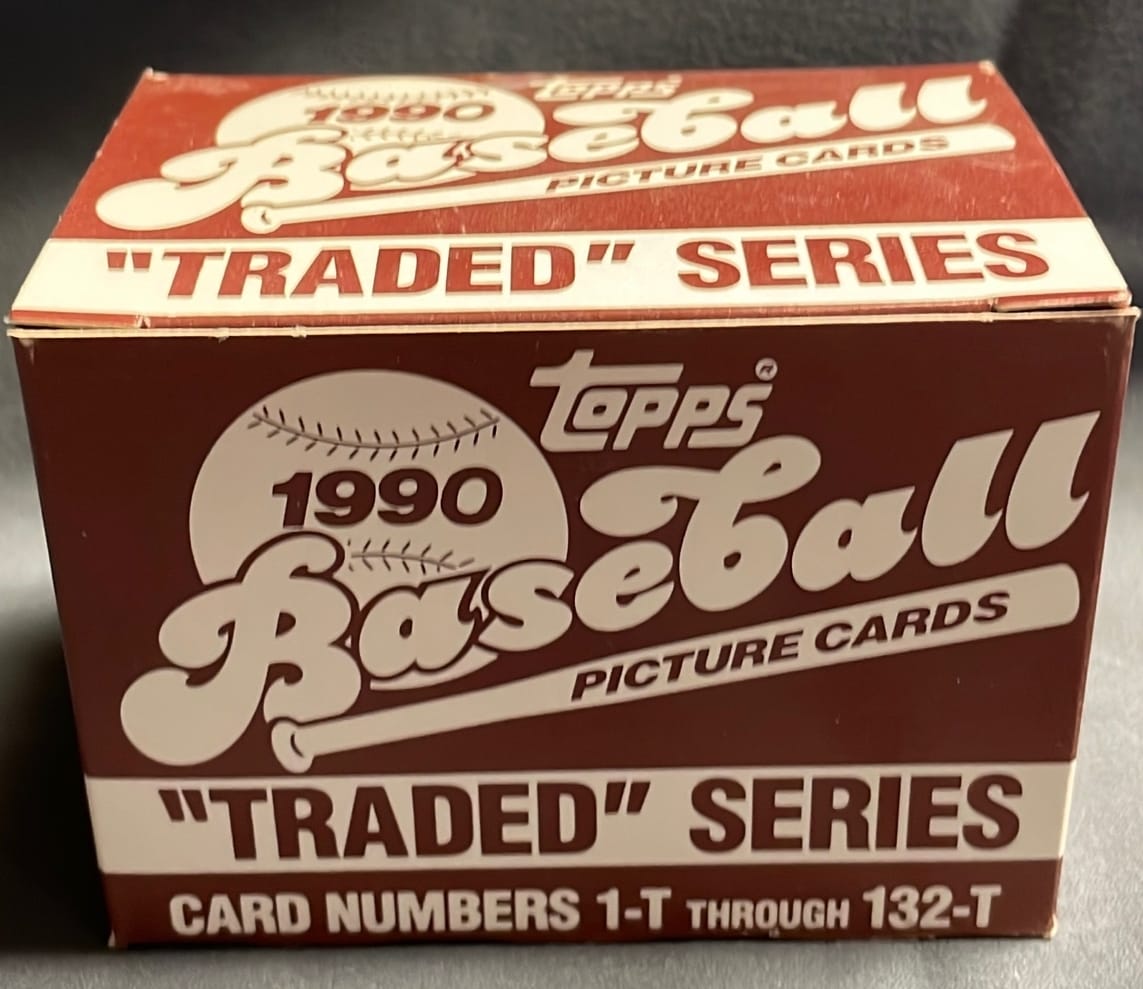 topps
1990
Baseball
PICTURE CARDS
"TRADED" SERIES
topps®
1990
Baseball
PICTURE CARDS
"TRADED" SERIES
CARD NUMBERS 1-T THROUGH 132-T